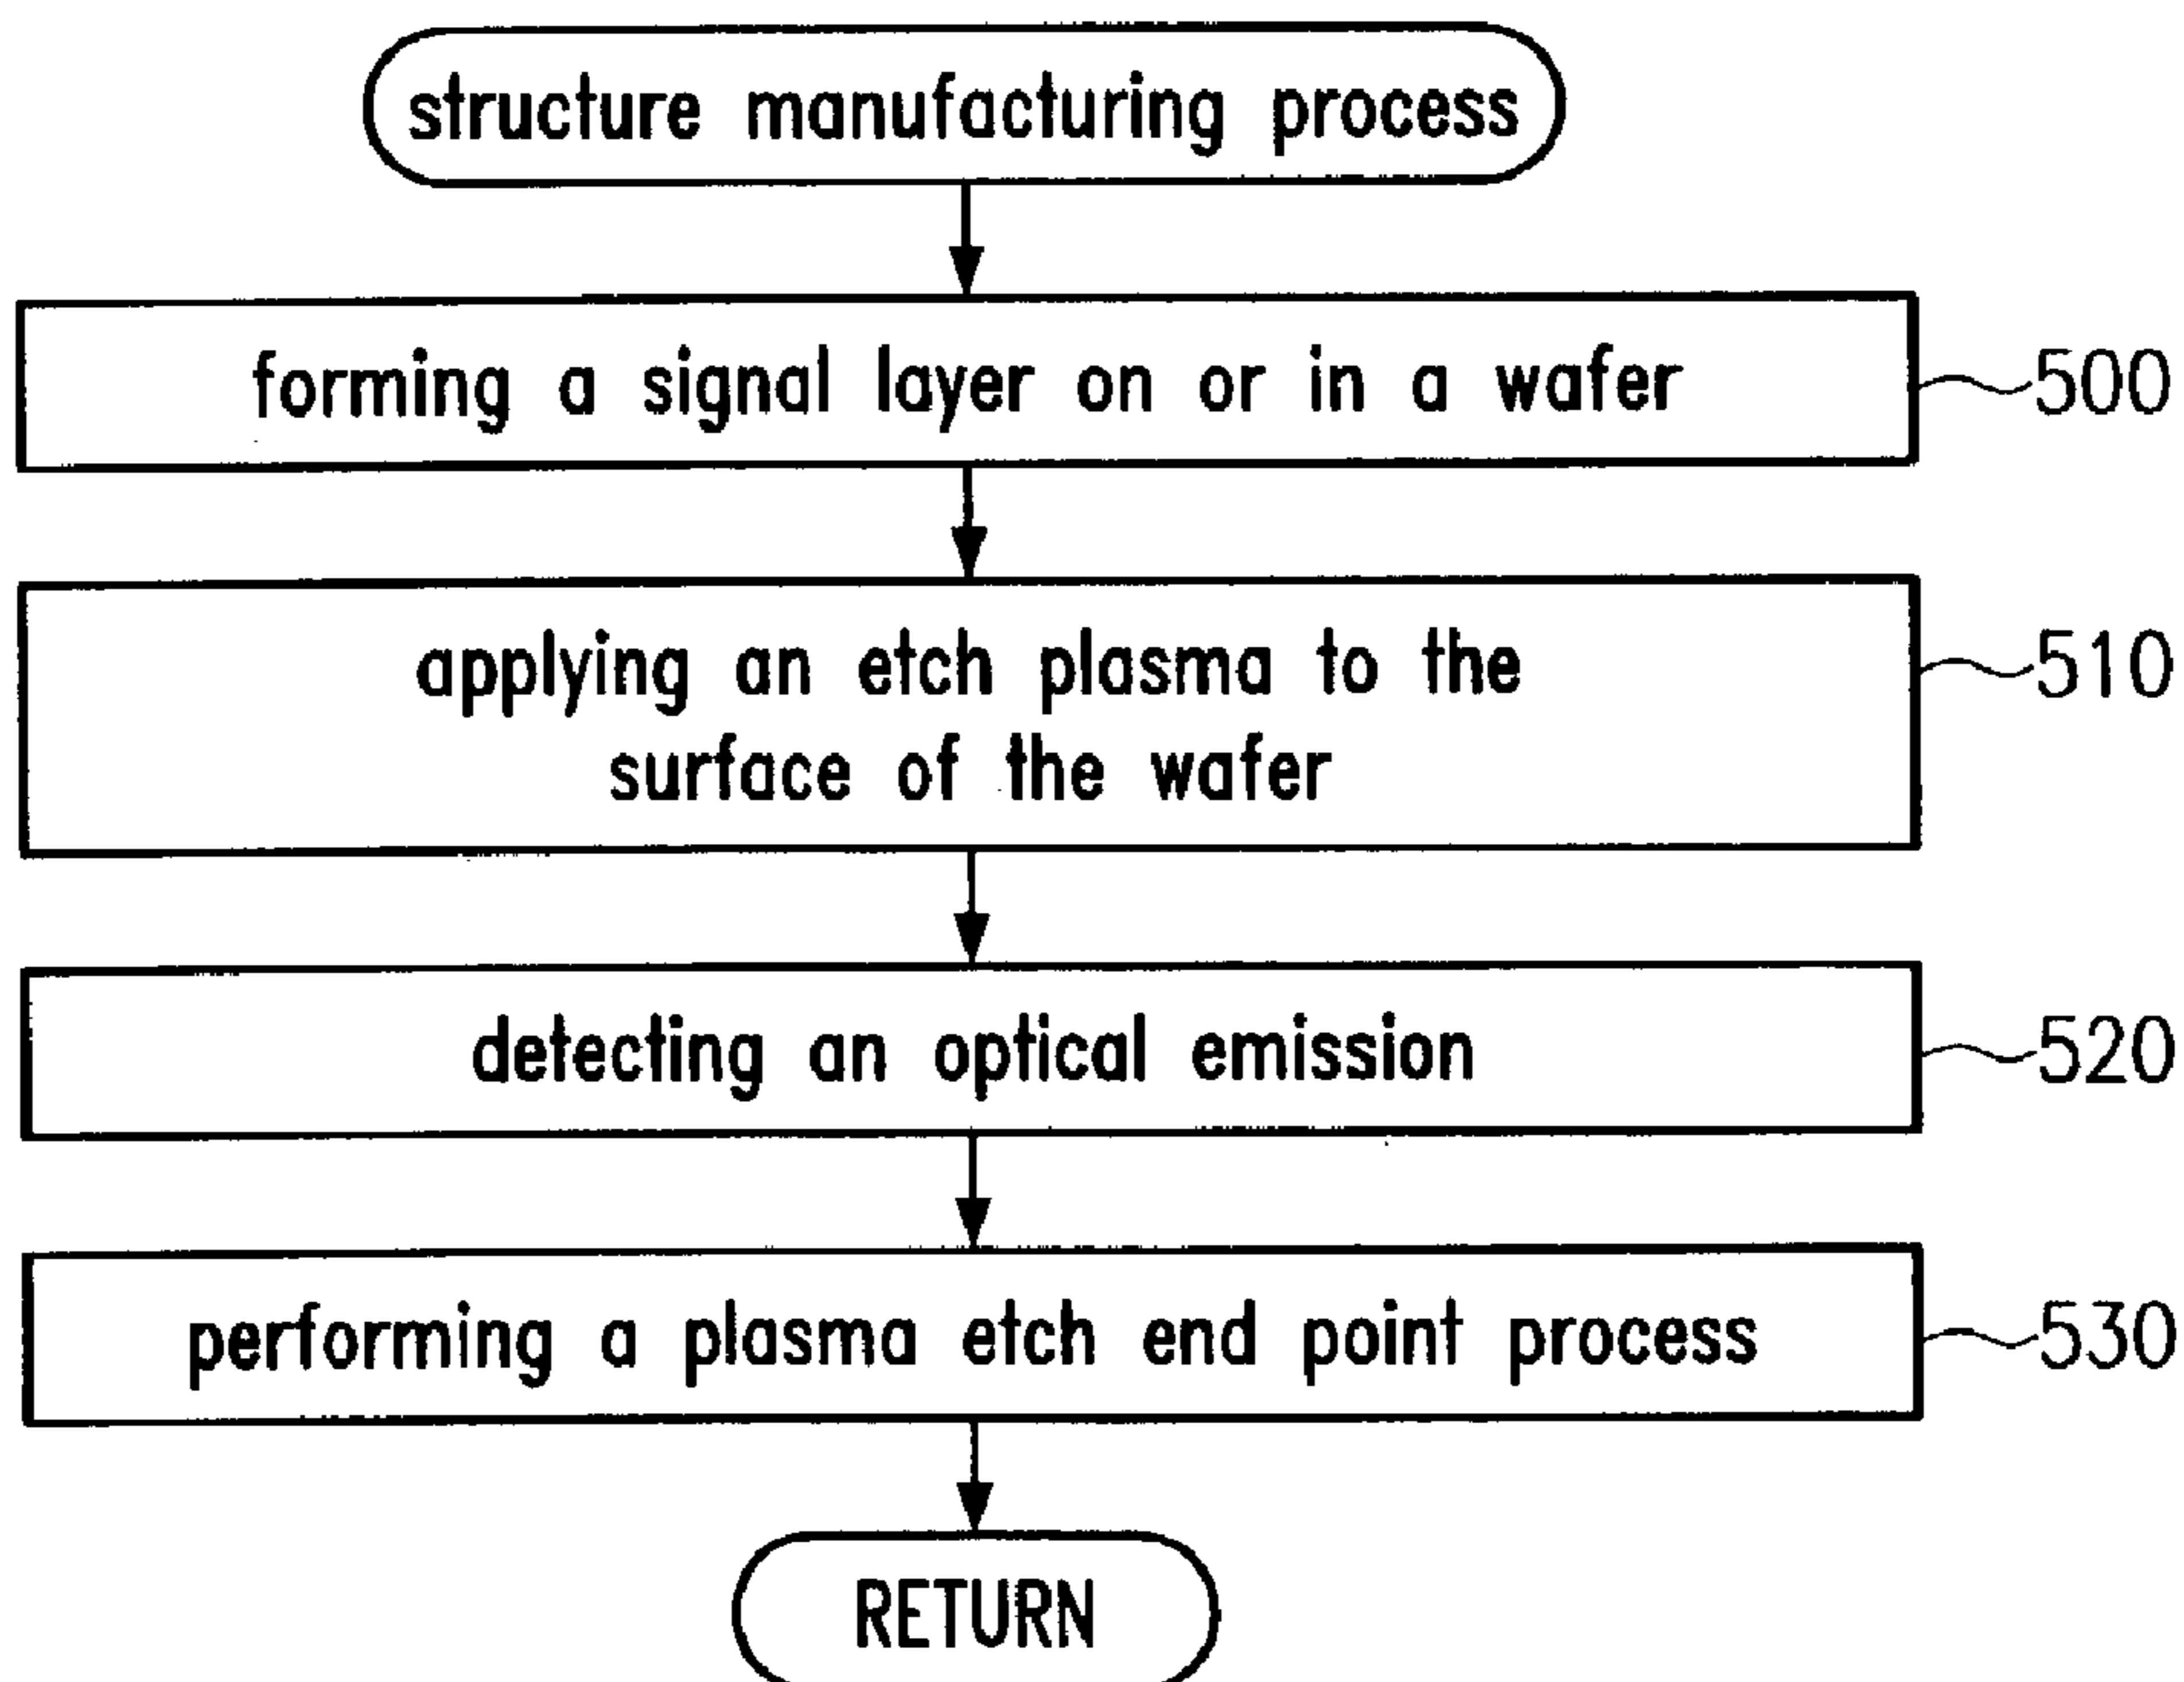 structure manufacturing process
forming a signal layer on or in a wafer
500
applying an etch plasma to the
surface of the wafer
510
detecting an optical emission
520
performing a plasma etch end point process
530
RETURN